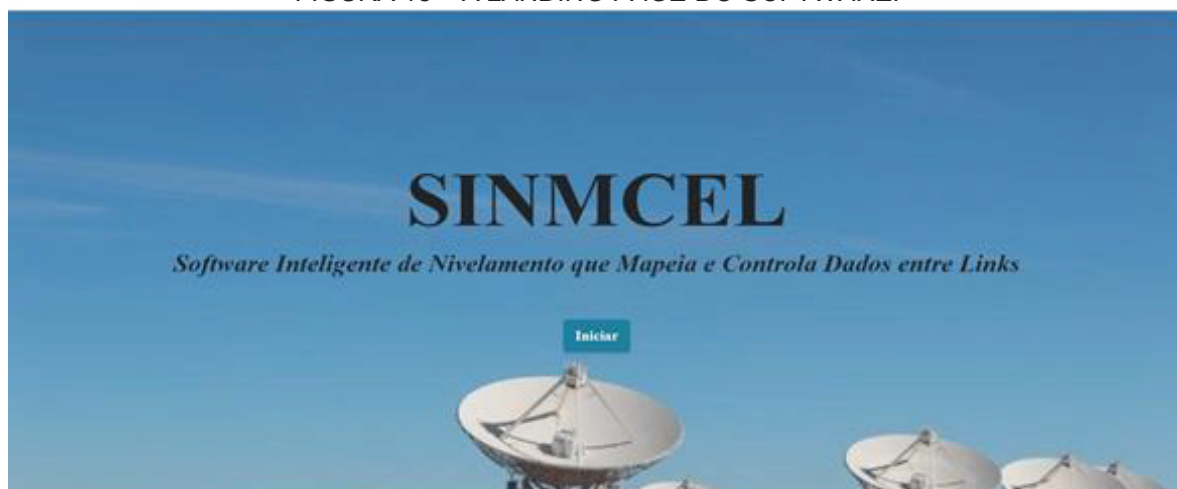 SINMCEL
Software Inteligente de Nivelamento que Mapeia e Controla Dados entre Links
Iniciar